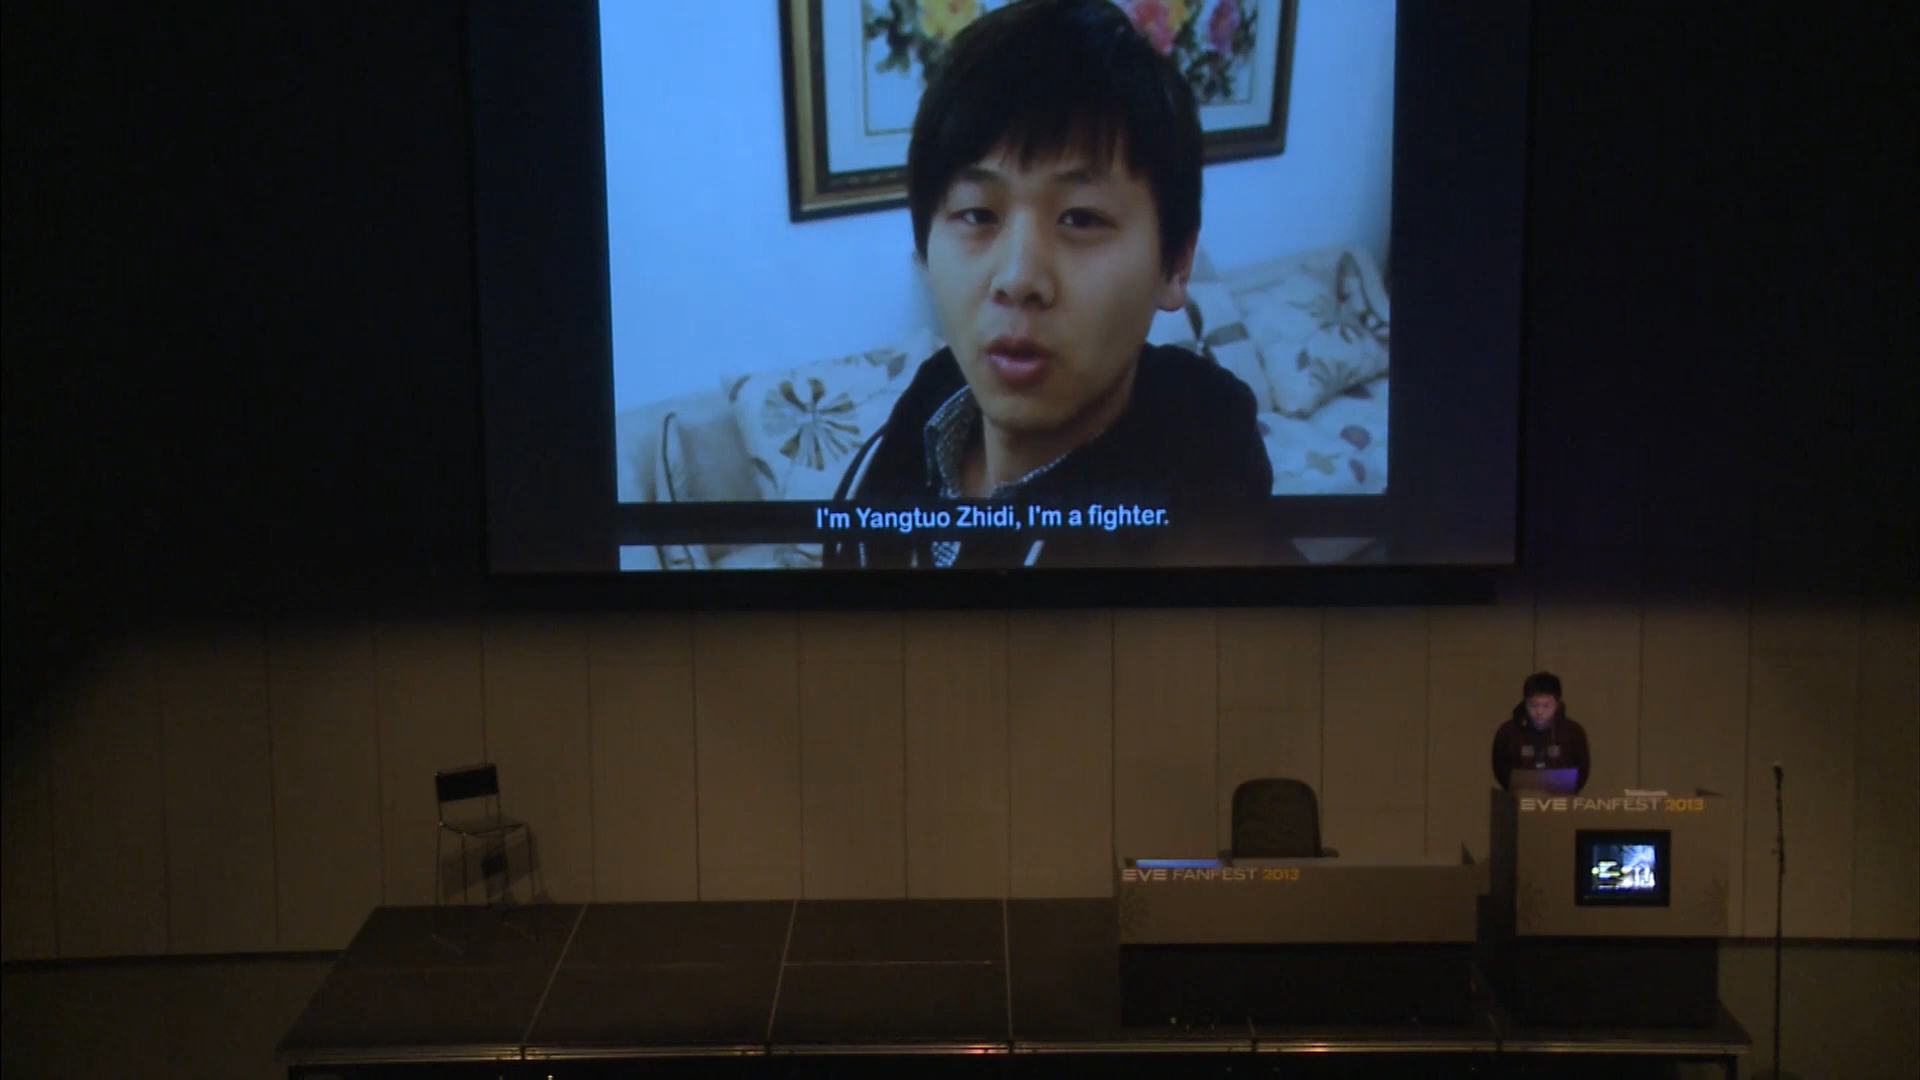 I'm Yangtuo Zhidi, I'm a fighter.
EVE FANFEST 2013
EVE FANFEST 2013